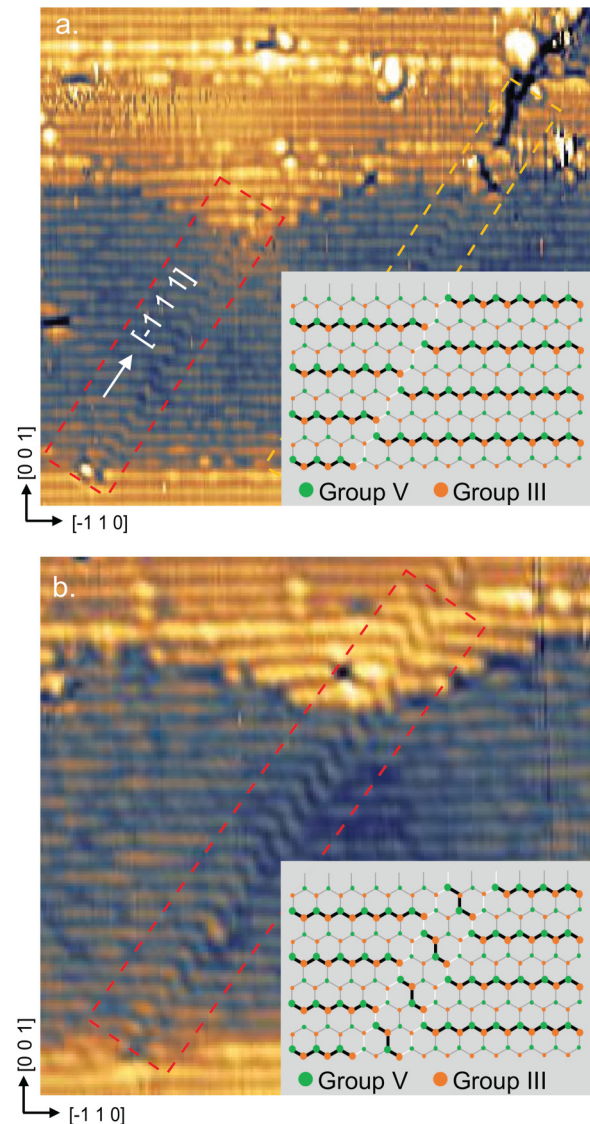 a.
[-1 1 1]
[0 0 1]
[-1 1 0]
Group V
Group III
b.
[0 0 1]
[-1 1 0]
Group V
Group III